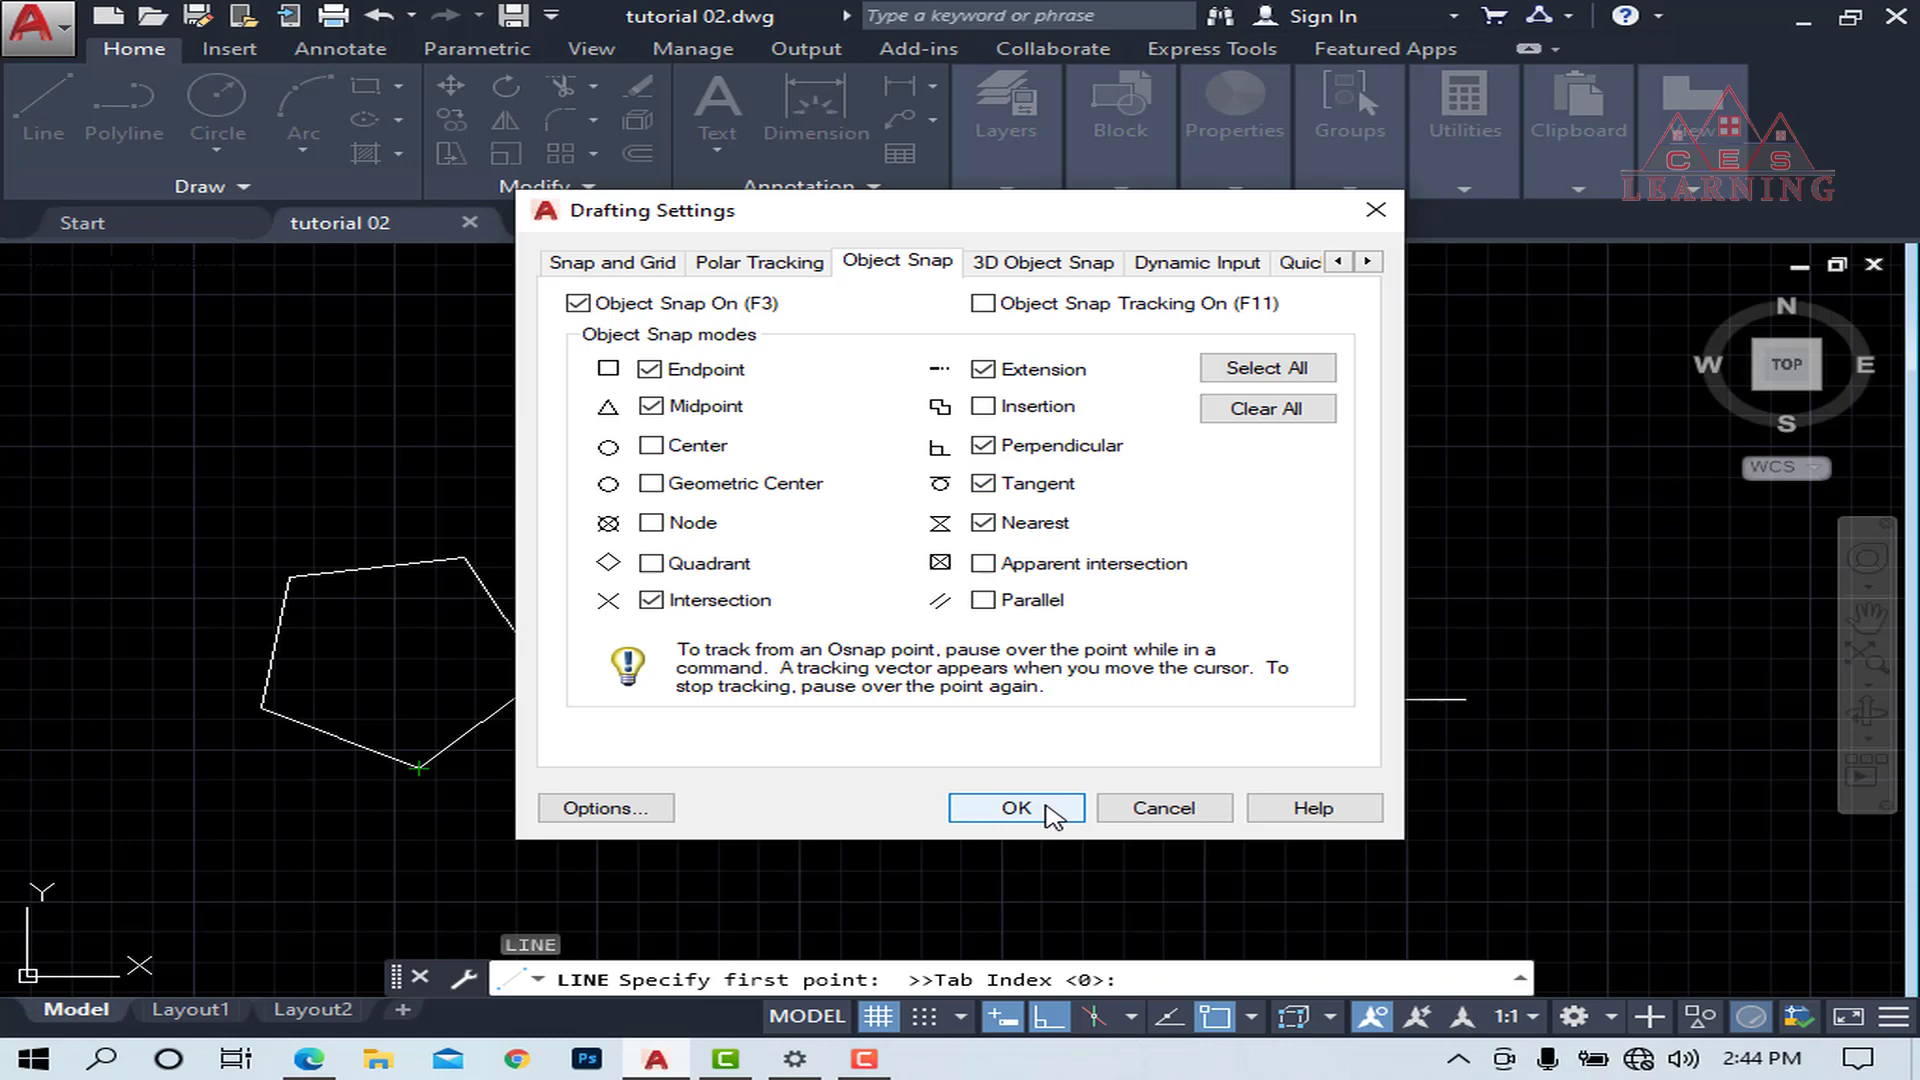 tutorial 02.dwg
Type a keyword or phrase
Sign In
Home Insert Annotate Parametric View Manage Output Add-ins Collaborate Express Tools Featured Apps
Line Polyline Circle Arc Text Dimension Layers Block Properties Groups Utilities Clipboard View
CES
LEARNING
Draw Modify Annotation
Start tutorial 02
Drafting Settings
Snap and Grid Polar Tracking Object Snap 3D Object Snap Dynamic Input Quic
Object Snap On (F3) Object Snap Tracking On (F11)
Object Snap modes
Endpoint Extension Select All
Midpoint Insertion Clear All
Center Perpendicular
Geometric Center Tangent
Node Nearest
Quadrant Apparent intersection
Intersection Parallel
To track from an Osnap point, pause over the point while in a
command. A tracking vector appears when you move the cursor. To
stop tracking, pause over the point again.
Options... OK Cancel Help
N
W TOP E
S
WCS
Y
X
LINE
LINE Specify first point: >>Tab Index <0>:
Model Layout1 Layout2 +
MODEL 1:1
Ps
2:44 PM